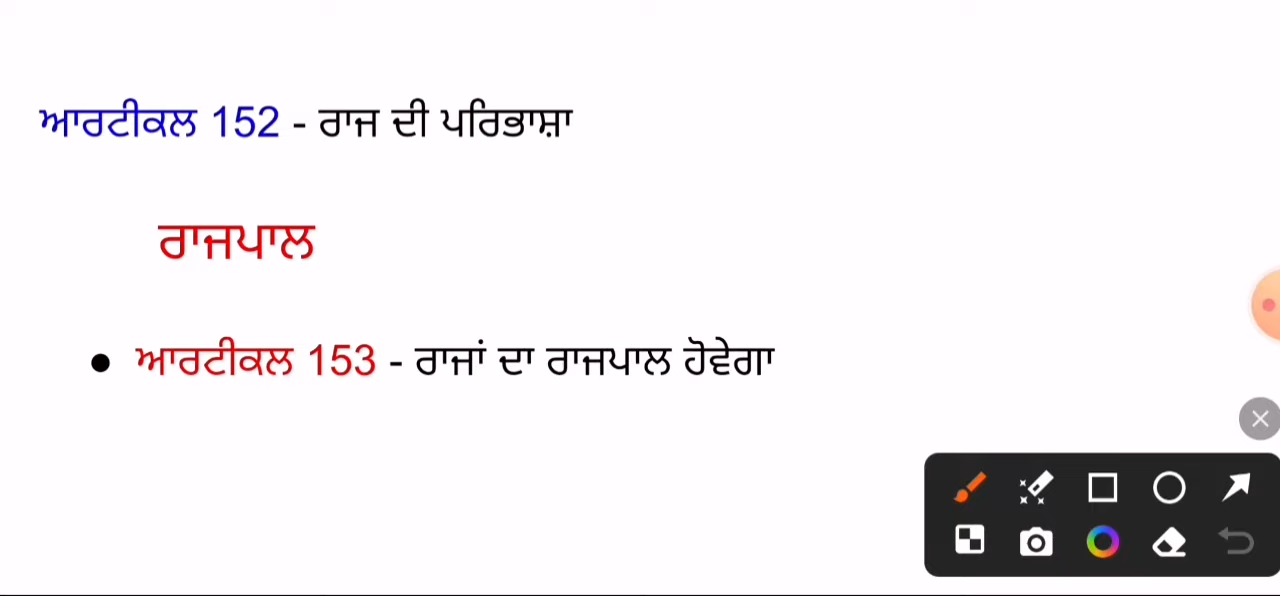 ਆਰਟੀਕਲ 152 - ਰਾਜ ਦੀ ਪਰਿਭਾਸ਼ਾ
ਰਾਜਪਾਲ
● ਆਰਟੀਕਲ 153 - ਰਾਜਾਂ ਦਾ ਰਾਜਪਾਲ ਹੋਵੇਗਾ